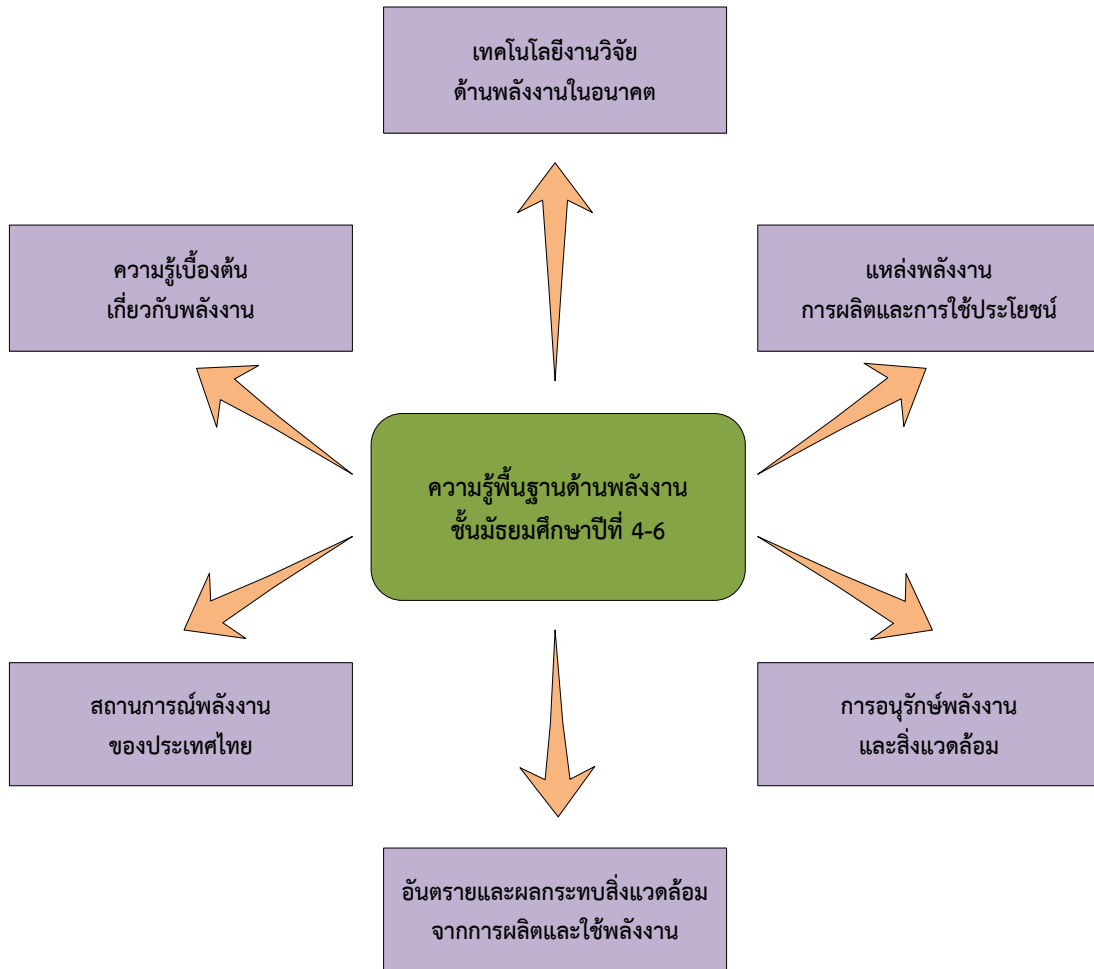 เทคโนโลยีงานวิจัย
ด้านพลังงานในอนาคต
ความรู้เบื้องต้น
เกี่ยวกับพลังงาน
แหล่งพลังงาน
การผลิตและการใช้ประโยชน์
ความรู้พื้นฐานด้านพลังงาน
ชั้นมัธยมศึกษาปีที่ 4-6
สถานการณ์พลังงาน
ของประเทศไทย
การอนุรักษ์พลังงาน
และสิ่งแวดล้อม
อันตรายและผลกระทบสิ่งแวดล้อม
จากการผลิตและใช้พลังงาน